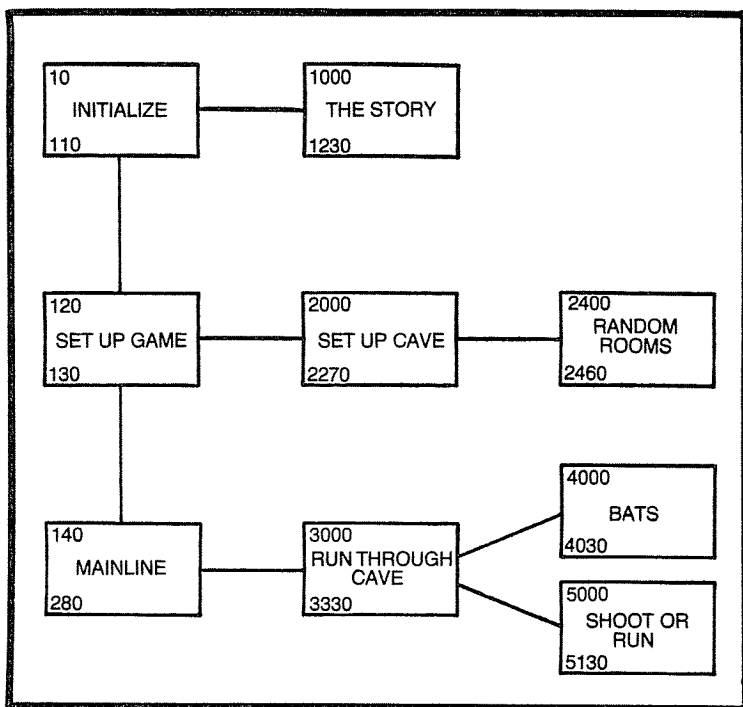 10
INITIALIZE
110
1000
THE STORY
1230
120
SET UP GAME
130
2000
SET UP CAVE
2270
2400
RANDOM
ROOMS
2460
140
MAINLINE
280
3000
RUN THROUGH
CAVE
3330
4000
BATS
4030
5000
SHOOT OR
RUN
5130